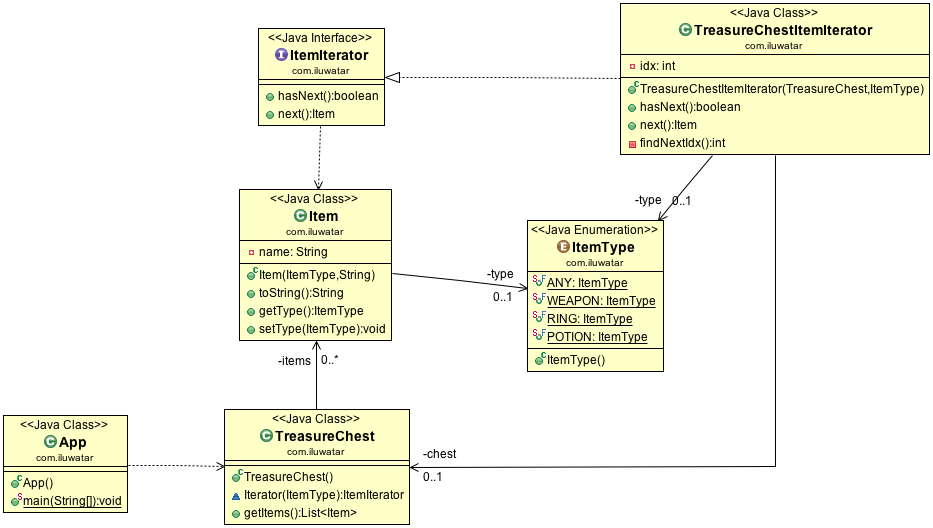 <<Java Interface>>
I ItemIterator
com.iluwatar
hasNext():boolean
next():Item
<<Java Class>>
C TreasureChestItemIterator
com.iluwatar
idx: int
C TreasureChestItemIterator(TreasureChest,ItemType)
hasNext():boolean
next():Item
findNextIdx():int
<<Java Class>>
C Item
com.iluwatar
name: String
C Item(ItemType,String)
toString():String
getType():ItemType
setType(ItemType):void
-type
0..1
-type
0..1
<<Java Enumeration>>
E ItemType
com.iluwatar
S F ANY: ItemType
S F WEAPON: ItemType
S F RING: ItemType
S F POTION: ItemType
C ItemType()
-items
0..*
<<Java Class>>
C App
com.iluwatar
C App()
S main(String[]):void
<<Java Class>>
C TreasureChest
com.iluwatar
C TreasureChest()
Iterator(ItemType):ItemIterator
getItems():List<Item>
-chest
0..1